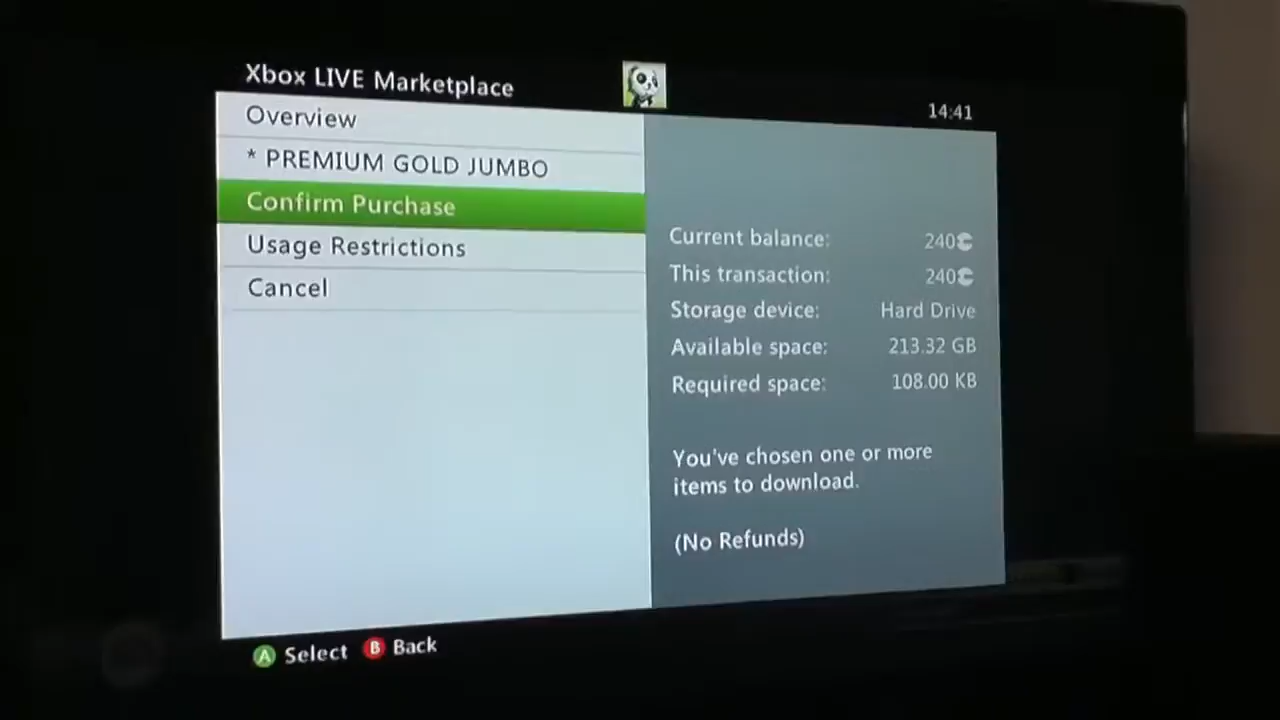 Xbox LIVE Marketplace
14:41
Overview
* PREMIUM GOLD JUMBO
Confirm Purchase
Usage Restrictions
Cancel
Current balance: 240
This transaction: 240
Storage device: Hard Drive
Available space: 213.32 GB
Required space: 108.00 KB
You've chosen one or more
items to download.
(No Refunds)
A Select B Back